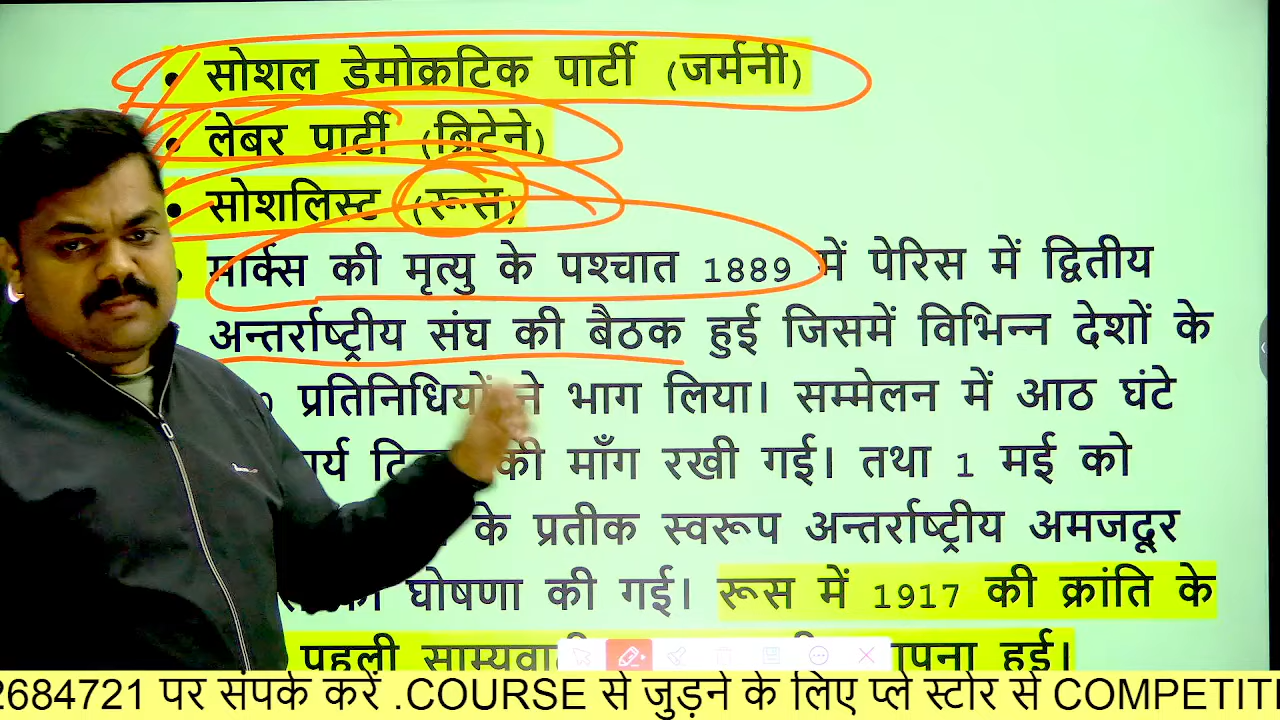 • सोशल डेमोक्रटिक पार्टी (जर्मनी)
• लेबर पार्टी (ब्रिटेने)
• सोशलिस्ट (रूस)
मार्क्स की मृत्यु के पश्चात 1889 में पेरिस में द्वितीय
अन्तर्राष्ट्रीय संघ की बैठक हुई जिसमें विभिन्न देशों के
प्रतिनिधियों ने भाग लिया। सम्मेलन में आठ घंटे
की माँग रखी गई। तथा 1 मई को
के प्रतीक स्वरूप अन्तर्राष्ट्रीय अमजदूर
घोषणा की गई। रूस में 1917 की क्रांति के
पहली हुई।
2684721 पर संपर्क करें .COURSE से जुड़ने के लिए प्ले स्टोर से COMPETITI